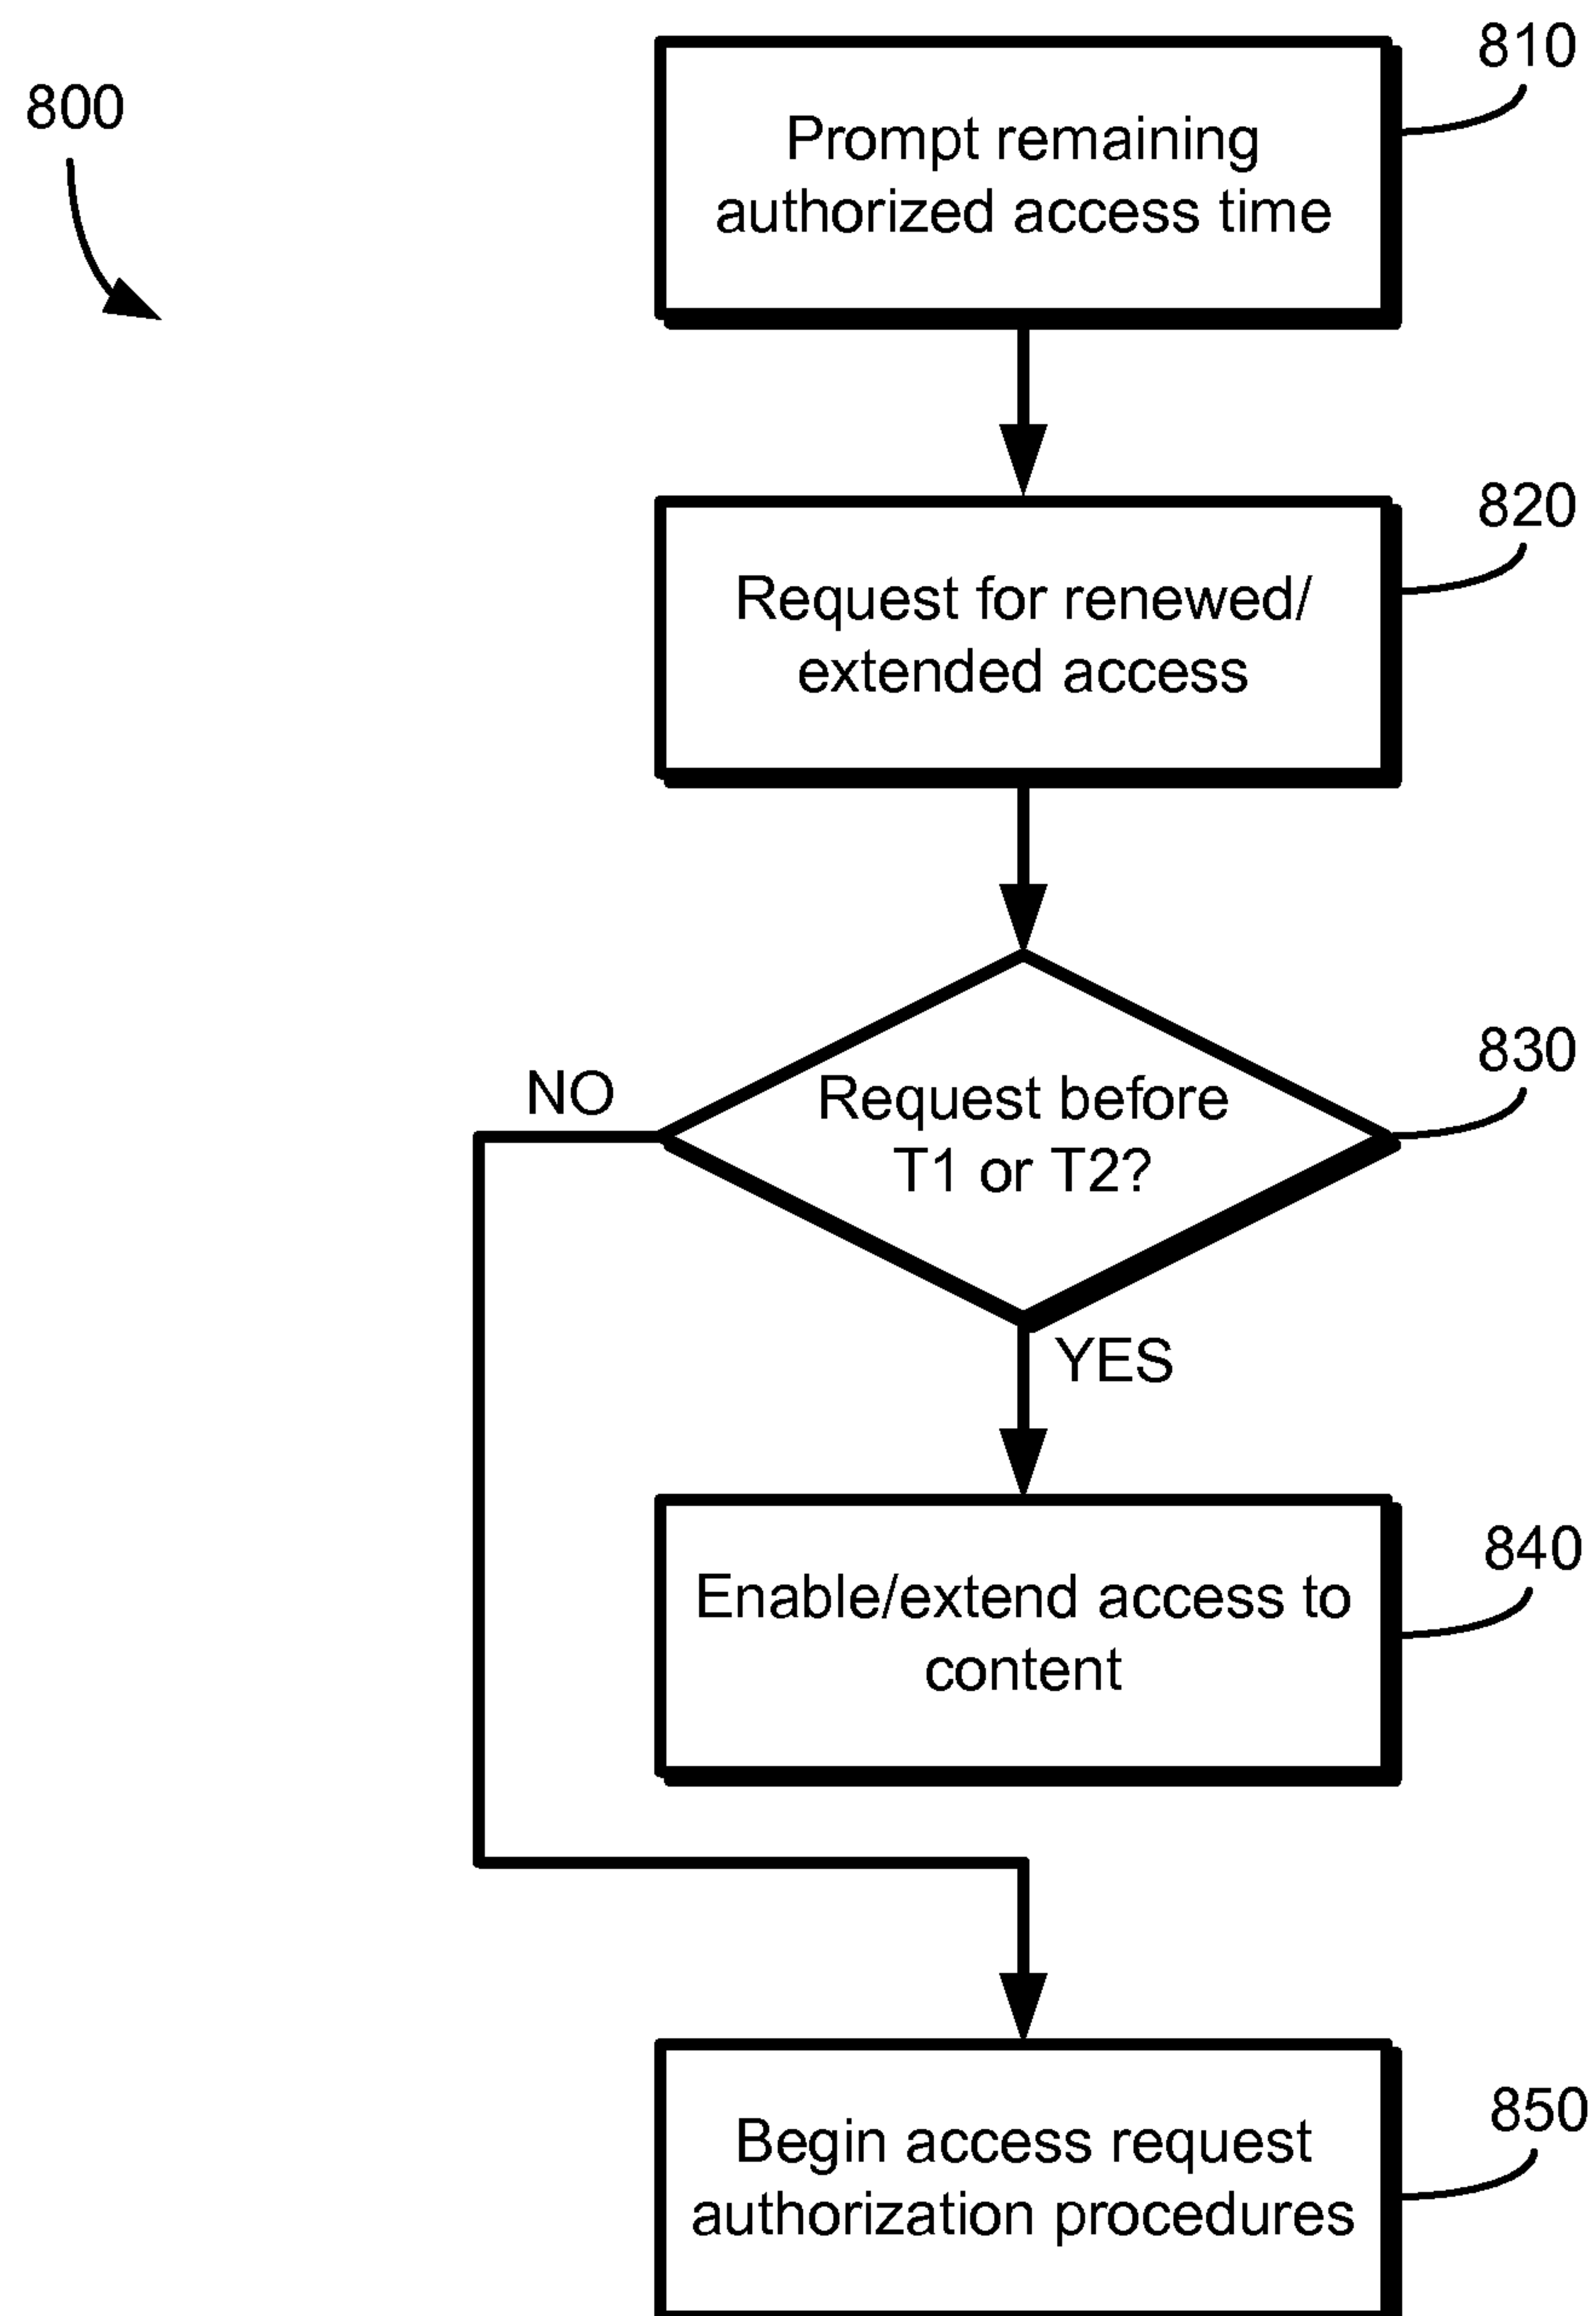 800
810
Prompt remaining
authorized access time
820
Request for renewed/
extended access
830
NO
Request before
T1 or T2?
YES
840
Enable/extend access to
content
850
Begin access request
authorization procedures